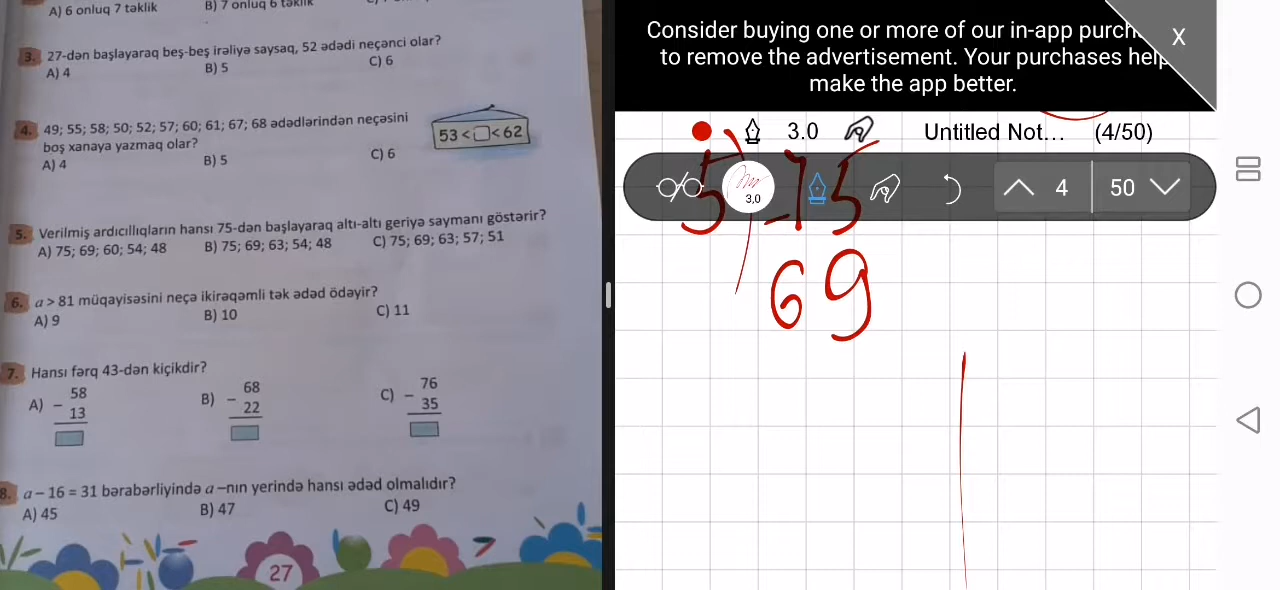 A) 6 onluq 7 təklik B) 7 onluq 6 təklik
3. 27-dən başlayaraq beş-beş irəliyə saysaq, 52 ədədi neçənci olar?
A) 4 B) 5 C) 6
4. 49; 55; 58; 50; 52; 57; 60; 61; 67; 68 ədədlərindən neçəsini
boş xanaya yazmaq olar?
53 < □ < 62
A) 4 B) 5 C) 6
5. Verilmiş ardıcıllıqların hansı 75-dən başlayaraq altı-altı geriyə saymanı göstərir?
A) 75; 69; 60; 54; 48 B) 75; 69; 63; 54; 48 C) 75; 69; 63; 57; 51
6. a > 81 müqayisəsini neçə ikirəqəmli tək ədəd ödəyir?
A) 9 B) 10 C) 11
7. Hansı fərq 43-dən kiçikdir?
A) – 58 13
B) – 68 22
C) – 76 35
8. a – 16 = 31 bərabərliyində a –nın yerində hansı ədəd olmalıdır?
A) 45 B) 47 C) 49
27
Consider buying one or more of our in-app purch
to remove the advertisement. Your purchases help
make the app better.
X
3.0 Untitled Not... (4/50)
3,0 4 50
5) 75
69